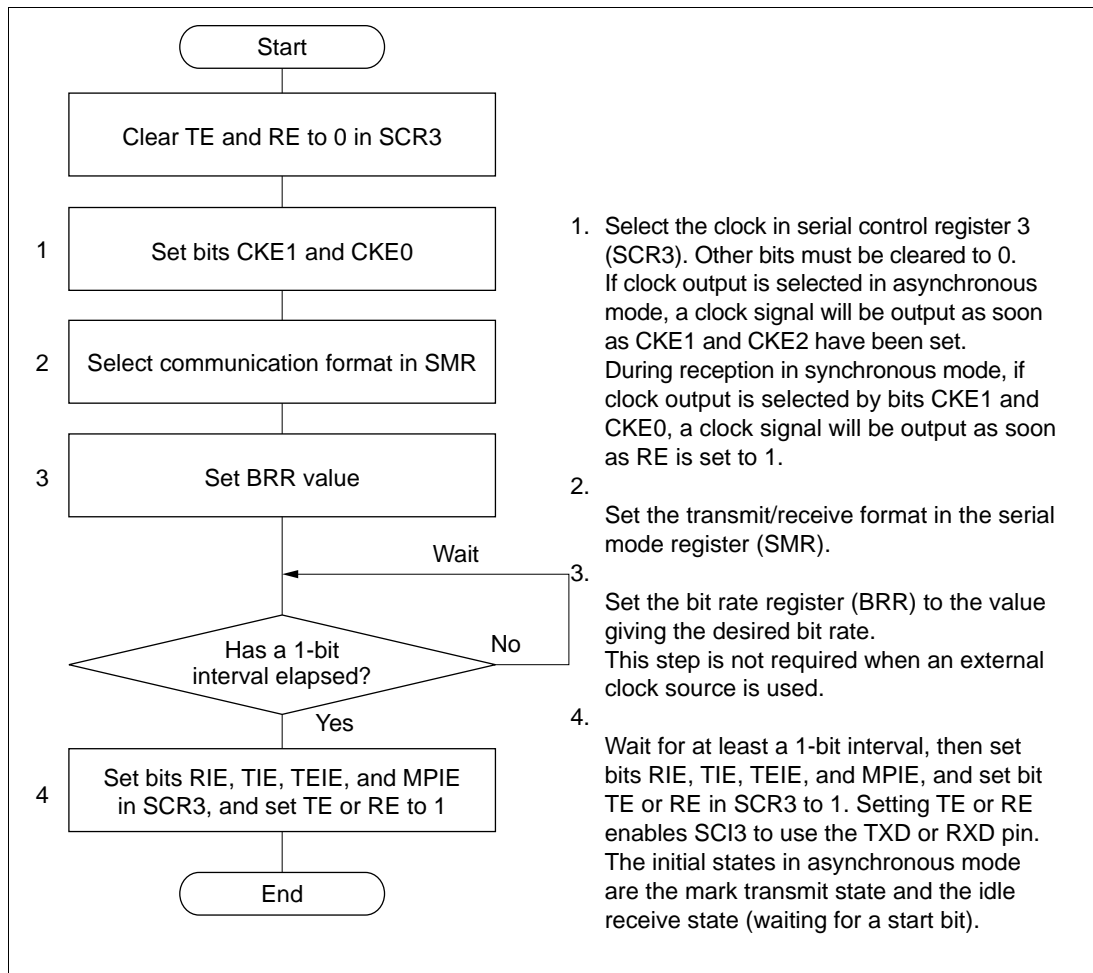 Start
Clear TE and RE to 0 in SCR3
1
Set bits CKE1 and CKE0
2
Select communication format in SMR
3
Set BRR value
Wait
Has a 1-bit
interval elapsed?
No
Yes
4
Set bits RIE, TIE, TEIE, and MPIE
in SCR3, and set TE or RE to 1
End
1. Select the clock in serial control register 3
(SCR3). Other bits must be cleared to 0.
If clock output is selected in asynchronous
mode, a clock signal will be output as soon
as CKE1 and CKE2 have been set.
During reception in synchronous mode, if
clock output is selected by bits CKE1 and
CKE0, a clock signal will be output as soon
as RE is set to 1.
2.
Set the transmit/receive format in the serial
mode register (SMR).
3.
Set the bit rate register (BRR) to the value
giving the desired bit rate.
This step is not required when an external
clock source is used.
4.
Wait for at least a 1-bit interval, then set
bits RIE, TIE, TEIE, and MPIE, and set bit
TE or RE in SCR3 to 1. Setting TE or RE
enables SCI3 to use the TXD or RXD pin.
The initial states in asynchronous mode
are the mark transmit state and the idle
receive state (waiting for a start bit).